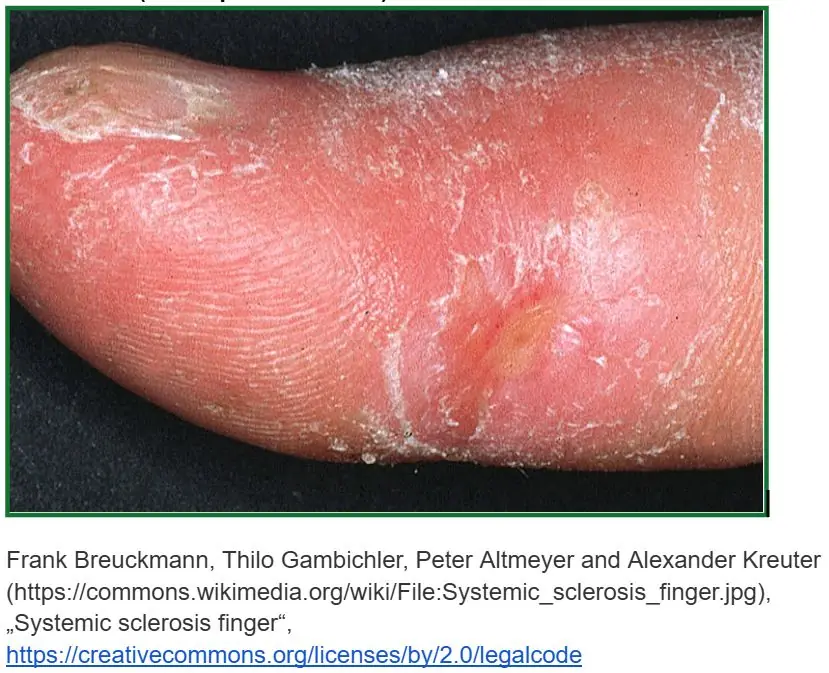 Frank Breuckmann, Thilo Gambichler, Peter Altmeyer and Alexander Kreuter
(https://commons.wikimedia.org/wiki/File:Systemic_sclerosis_finger.jpg),
„Systemic sclerosis finger“,
https://creativecommons.org/licenses/by/2.0/legalcode